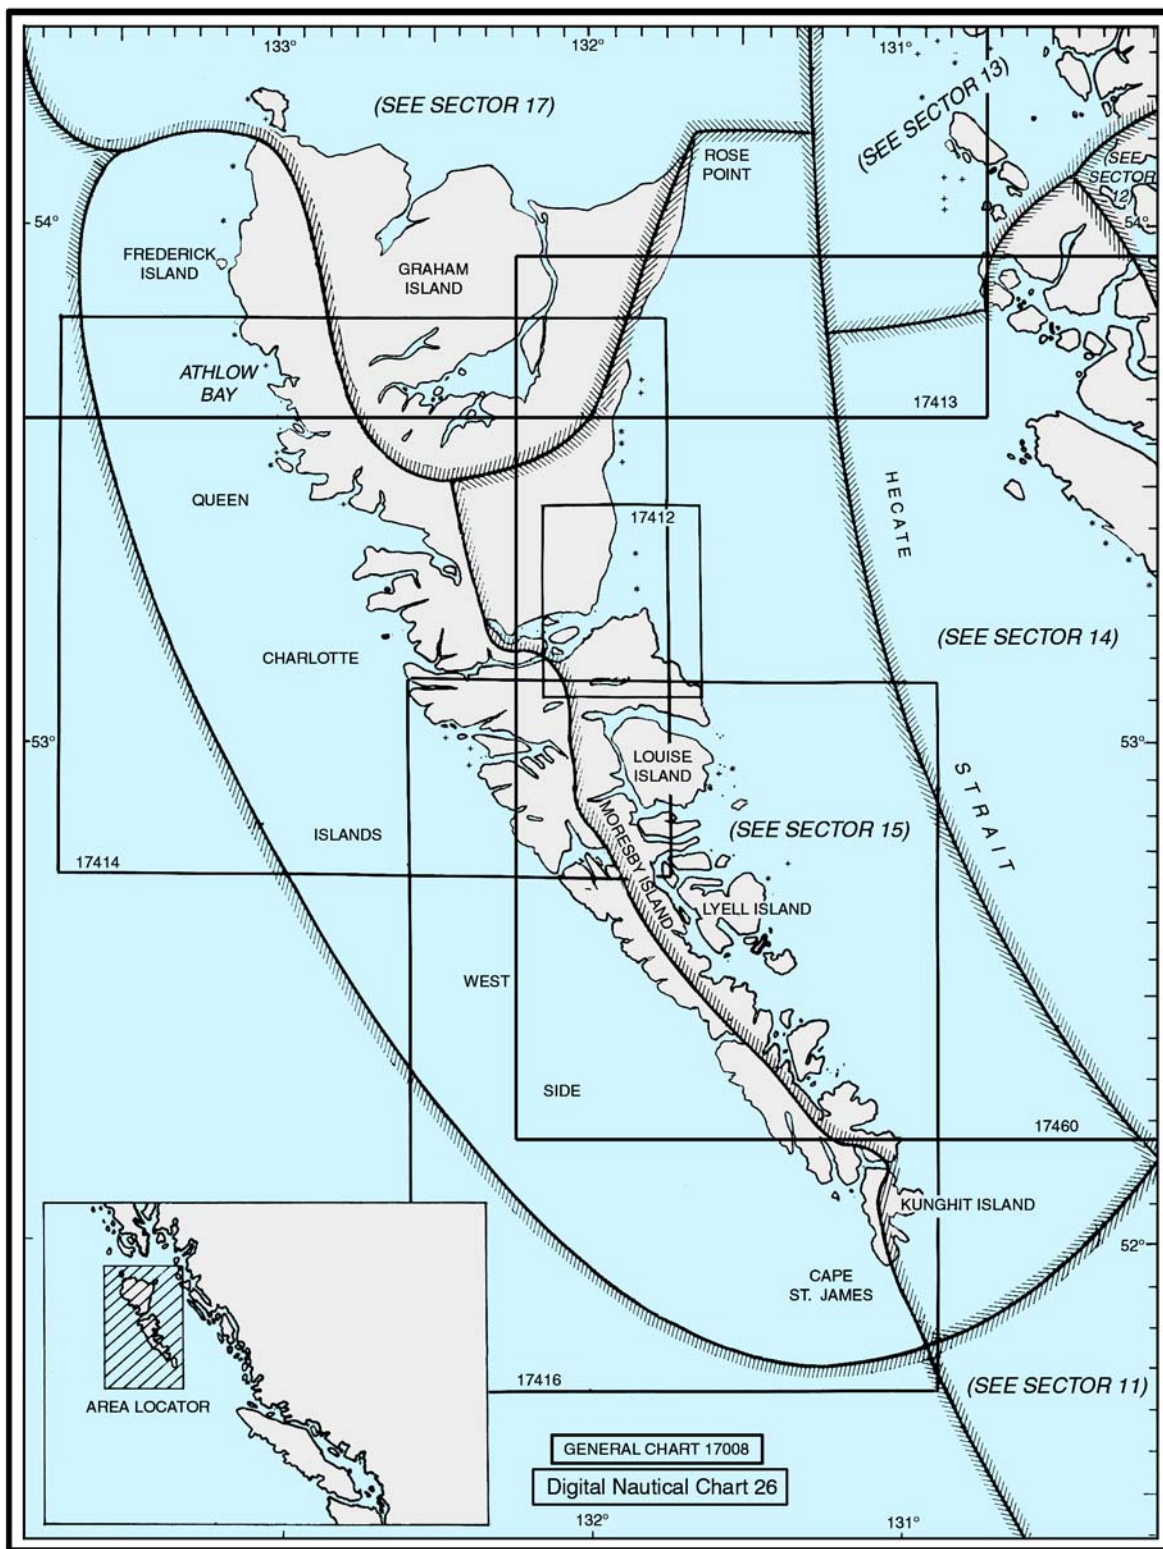 133°
132°
131°
(SEE SECTOR 17)
(SEE SECTOR 13)
ROSE
POINT
(SEE
SECTOR
12)
54°
54°
FREDERICK
ISLAND
GRAHAM
ISLAND
ATHLOW
BAY
17413
QUEEN
HECATE
17412
(SEE SECTOR 14)
CHARLOTTE
53°
53°
LOUISE
ISLAND
STRAIT
ISLANDS
MORESBY ISLAND
(SEE SECTOR 15)
17414
LYELL ISLAND
WEST
SIDE
17460
KUNGHIT ISLAND
52°
CAPE
ST. JAMES
17416
(SEE SECTOR 11)
AREA LOCATOR
GENERAL CHART 17008
Digital Nautical Chart 26
133°
132°
131°